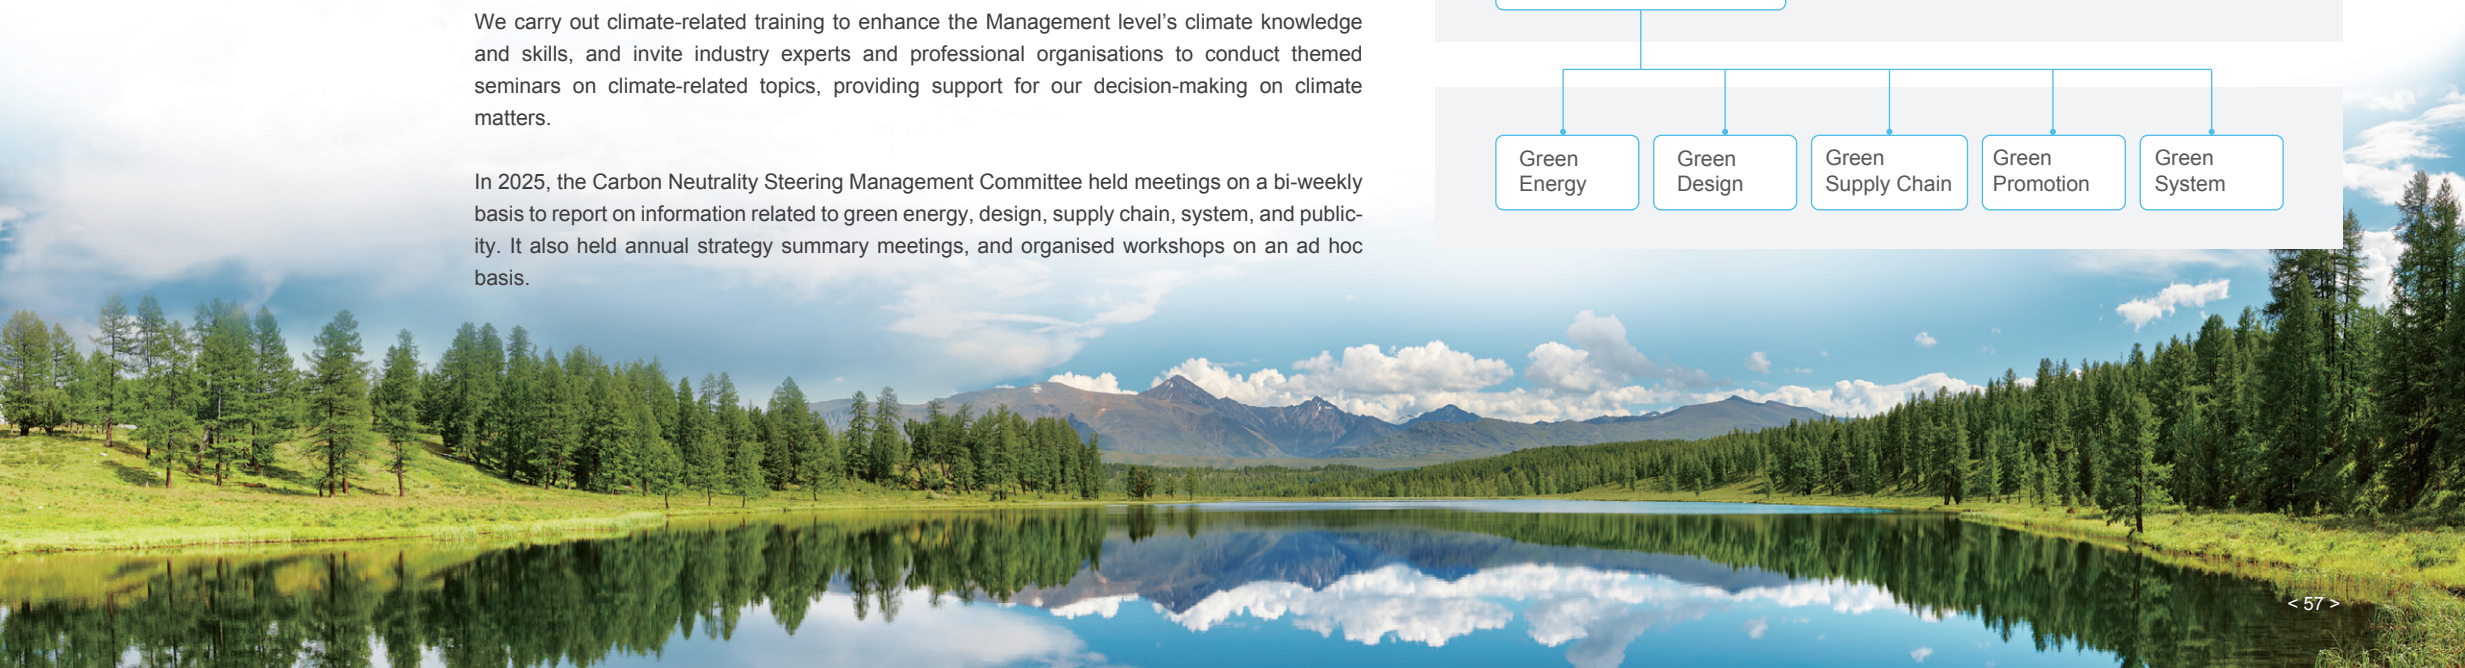 We carry out climate-related training to enhance the Management level’s climate knowledge
and skills, and invite industry experts and professional organisations to conduct themed
seminars on climate-related topics, providing support for our decision-making on climate
matters.
In 2025, the Carbon Neutrality Steering Management Committee held meetings on a bi-weekly
basis to report on information related to green energy, design, supply chain, system, and public-
ity. It also held annual strategy summary meetings, and organised workshops on an ad hoc
basis.
Green
Energy
Green
Design
Green
Supply Chain
Green
Promotion
Green
System
< 57 >